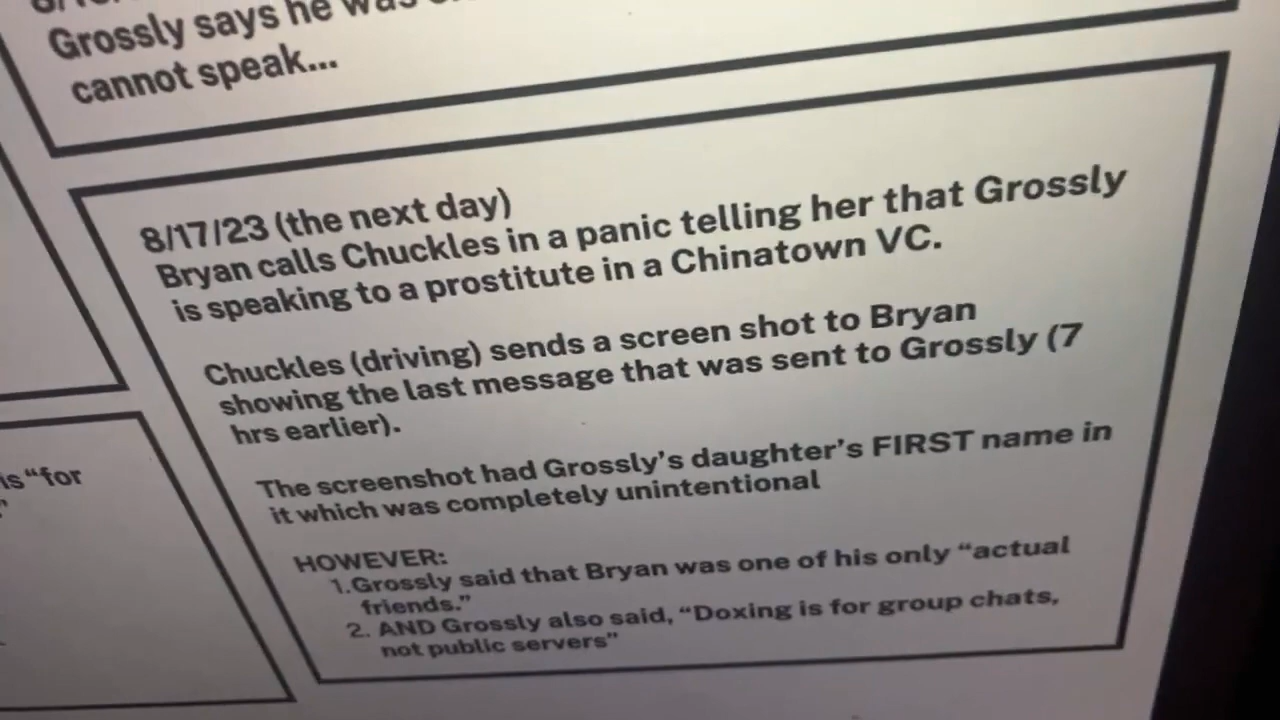 Grossly says he was
cannot speak...
8/17/23 (the next day)
Bryan calls Chuckles in a panic telling her that Grossly
is speaking to a prostitute in a Chinatown VC.
Chuckles (driving) sends a screen shot to Bryan
showing the last message that was sent to Grossly (7
hrs earlier).
The screenshot had Grossly's daughter's FIRST name in
it which was completely unintentional
HOWEVER:
1.Grossly said that Bryan was one of his only “actual
friends.”
2. AND Grossly also said, “Doxing is for group chats,
not public servers”
is “for